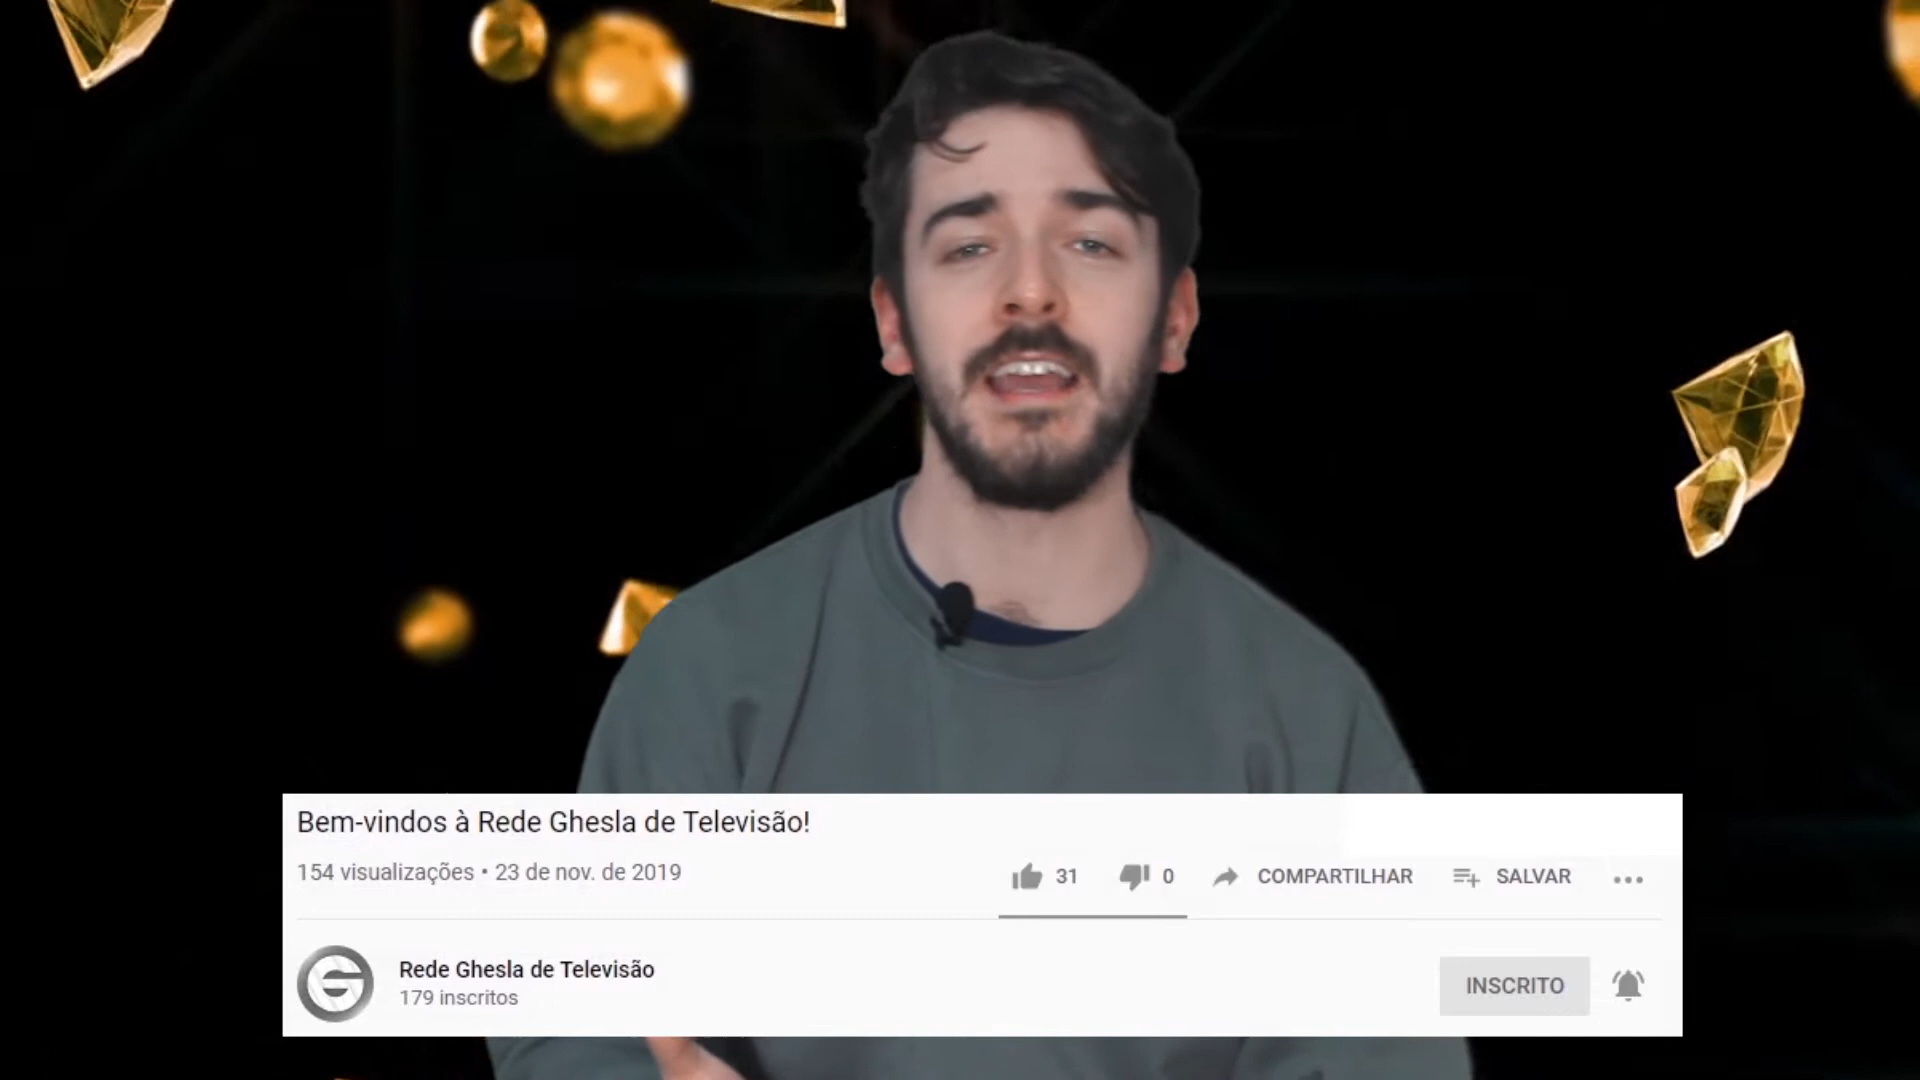 Bem-vindos à Rede Ghesla de Televisão!
154 visualizações • 23 de nov. de 2019
31 0 COMPARTILHAR SALVAR
Rede Ghesla de Televisão
179 inscritos
INSCRITO